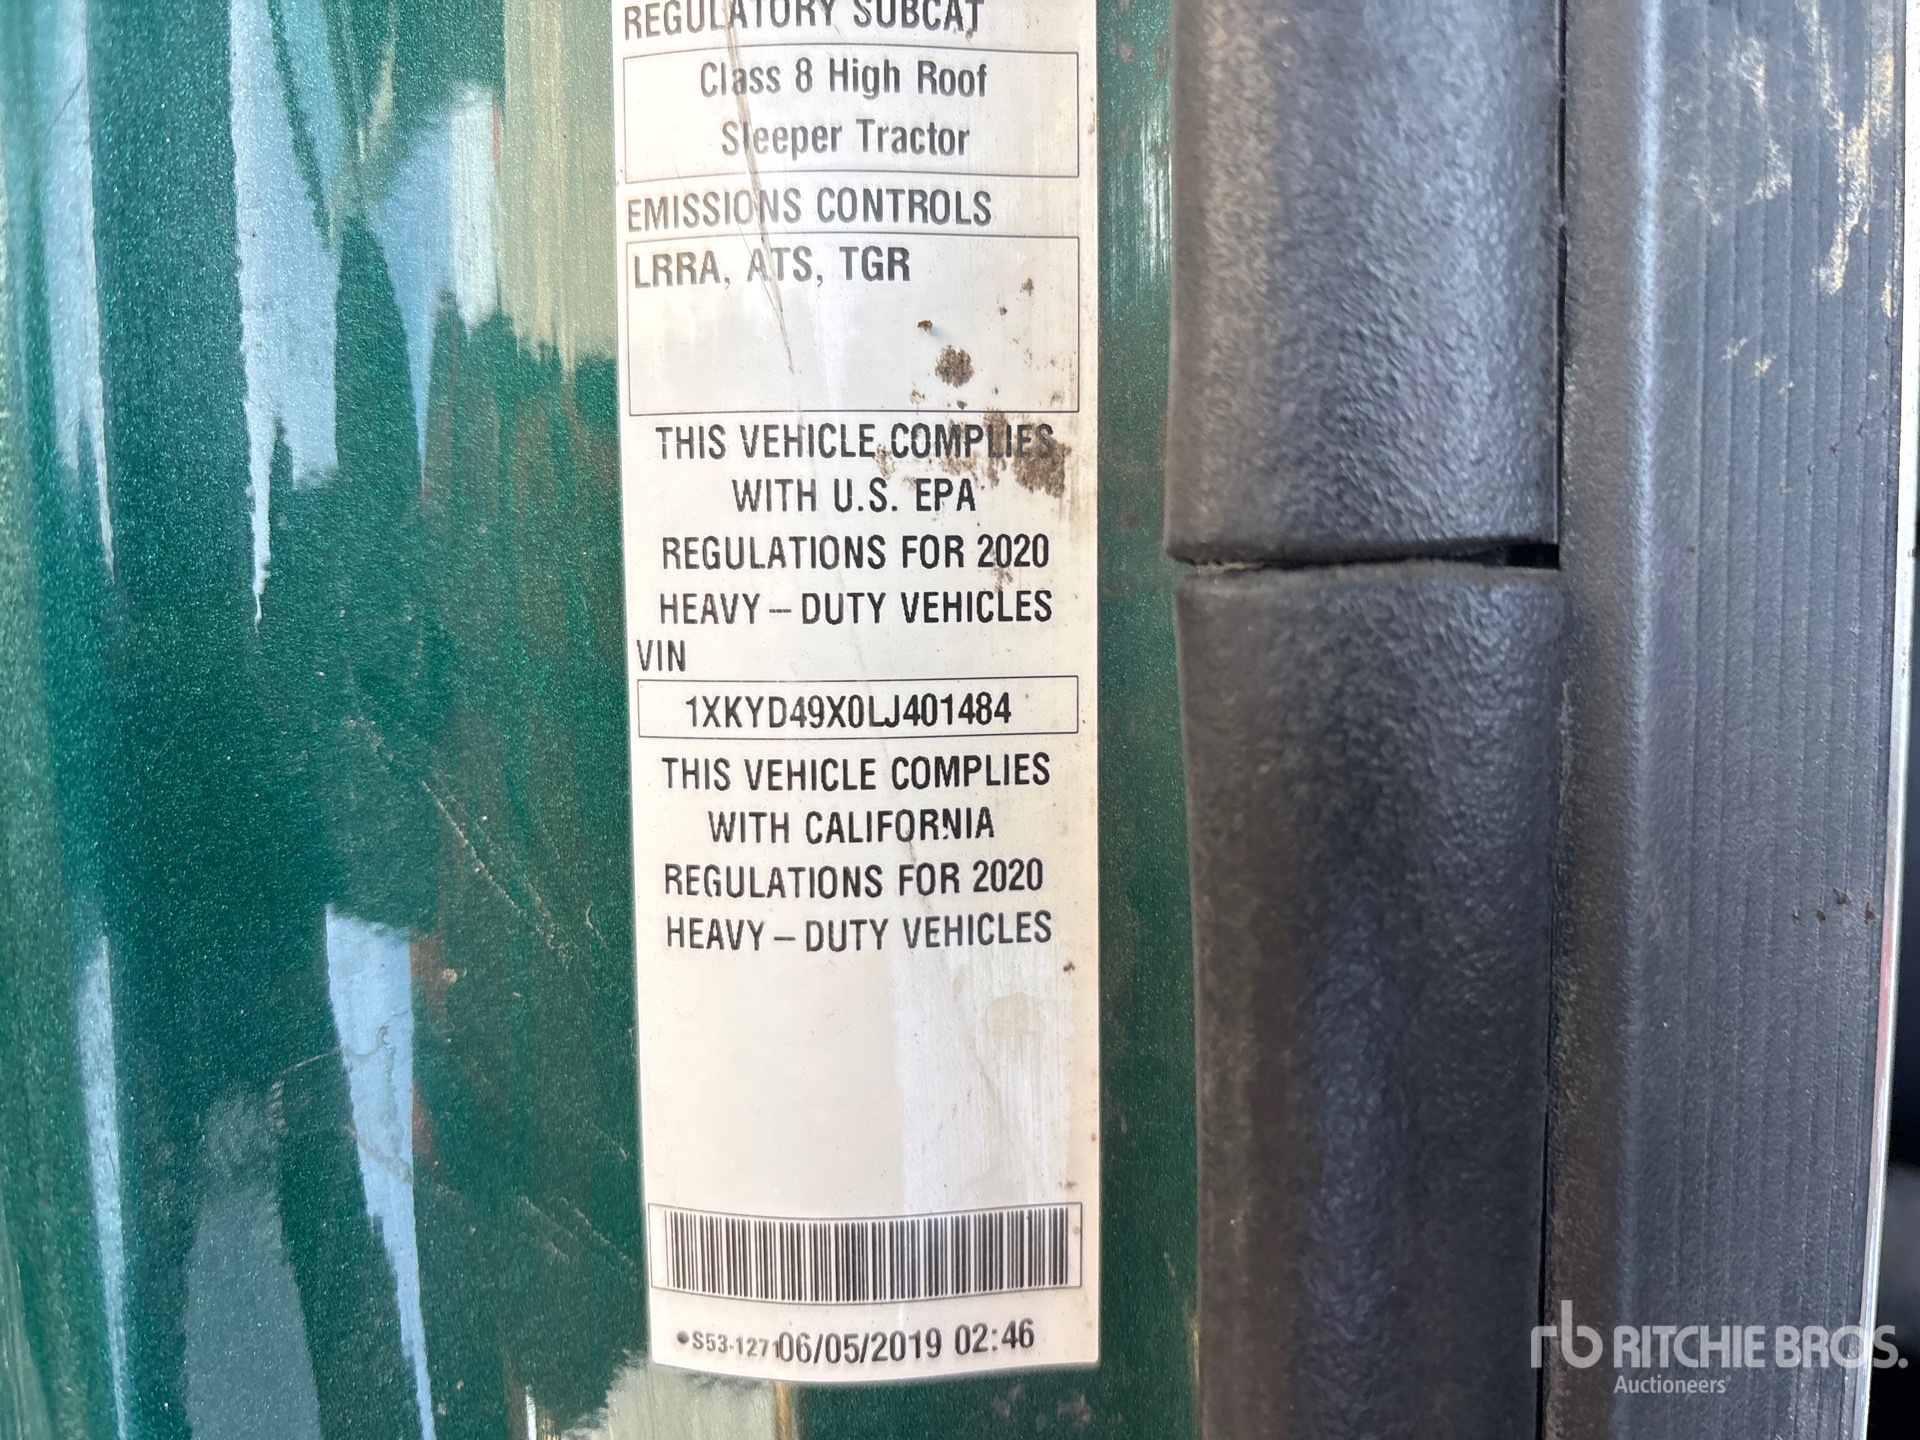 REGULATORY SUBCAT
Class 8 High Roof
Sleeper Tractor
EMISSIONS CONTROLS
LRRA, ATS, TGR
THIS VEHICLE COMPLIES
WITH U.S. EPA
REGULATIONS FOR 2020
HEAVY – DUTY VEHICLES
VIN
1XKYD49X0LJ401484
THIS VEHICLE COMPLIES
WITH CALIFORNIA
REGULATIONS FOR 2020
HEAVY – DUTY VEHICLES
•S53-127106/05/2019 02:46
rb RITCHIE BROS.
Auctioneers